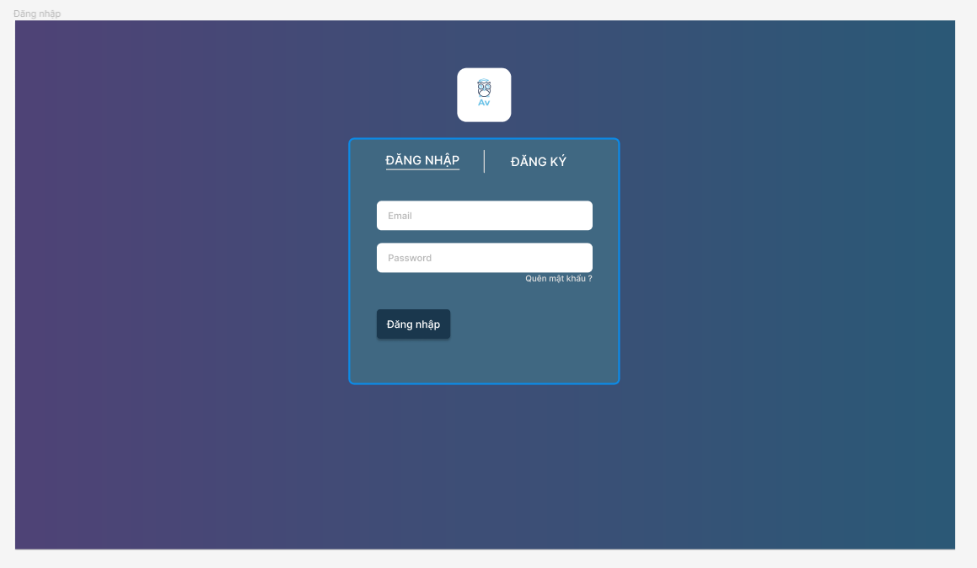 Đăng nhập
Av
ĐĂNG NHẬP
ĐĂNG KÝ
Email
Password
Quên mật khẩu ?
Đăng nhập